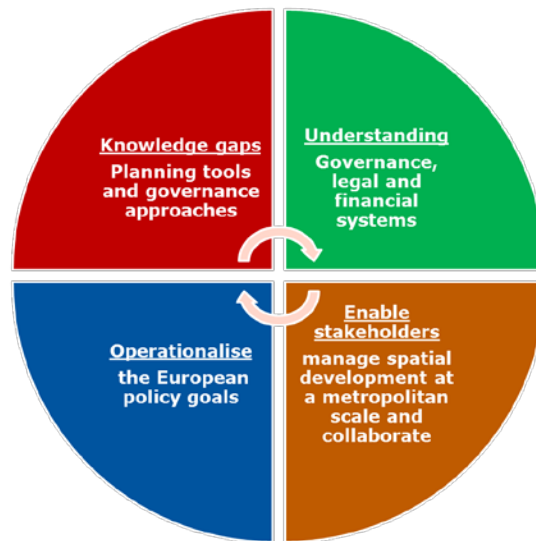 Knowledge gaps
Planning tools
and governance
approaches
Understanding
Governance,
legal and
financial
systems
Operationalise
the European
policy goals
Enable
stakeholders
manage spatial
development at
a metropolitan
scale and
collaborate